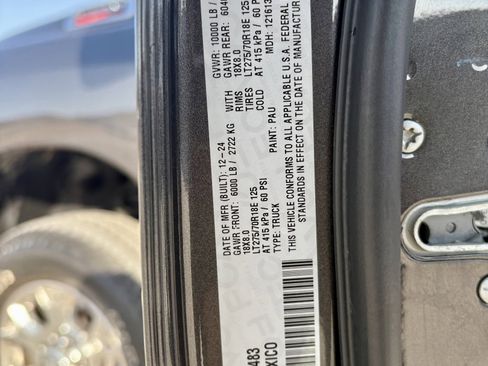 DATE OF MFR (BUILT): 12-24 GVWR: 10000 LB /
GAWR FRONT: 6000 LB / 2722 KG WITH GAWR REAR: 6040
18X8.0 RIMS 18X8.0
LT275/70R18E 125 TIRES LT275/70R18E 125
AT 415 kPa / 60 PSI COLD AT 415 kPa / 60 PSI
TYPE: TRUCK PAINT: PAU MDH: 121613
THIS VEHICLE CONFORMS TO ALL APPLICABLE U.S.A. FEDERAL
STANDARDS IN EFFECT ON THE DATE OF MANUFACTUR
483
XICO